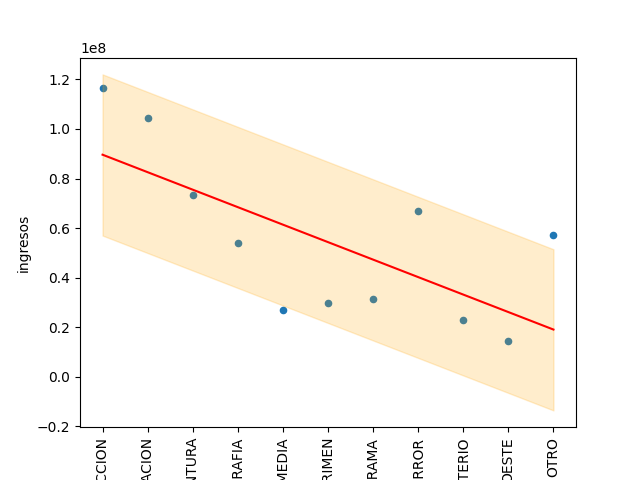 1e8
1.2
1.0
0.8
0.6
0.4
0.2
0.0
−0.2
ingresos
CCION
ACION
NTURA
RAFIA
MEDIA
RIMEN
RAMA
RROR
TERIO
OESTE
OTRO